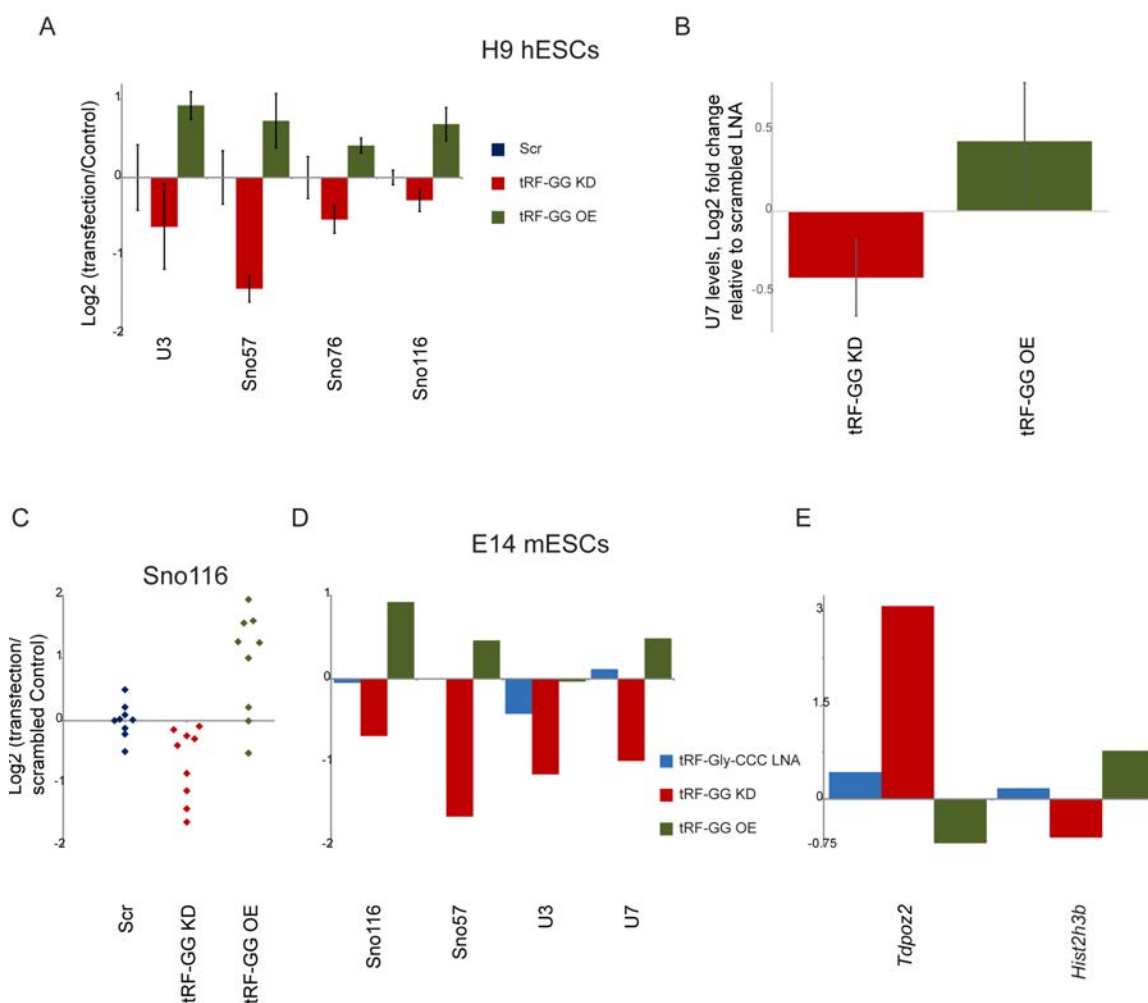 A
H9 hESCs
B
Log2 (transfection/Control)
1
0
-1
-2
U3
Sno57
Sno76
Sno116
Scr
tRF-GG KD
tRF-GG OE
U7 levels, Log2 fold change
relative to scrambled LNA
0.5
0
-0.5
tRF-GG KD
tRF-GG OE
C
Sno116
Log2 (transfection/
scrambled Control)
2
1
0
-1
-2
Scr
tRF-GG KD
tRF-GG OE
D
E14 mESCs
1
0
-1
-2
Sno116
Sno57
U3
U7
tRF-Gly-CCC LNA
tRF-GG KD
tRF-GG OE
E
3
1.5
0
-0.75
Tdpoz2
Hist2h3b